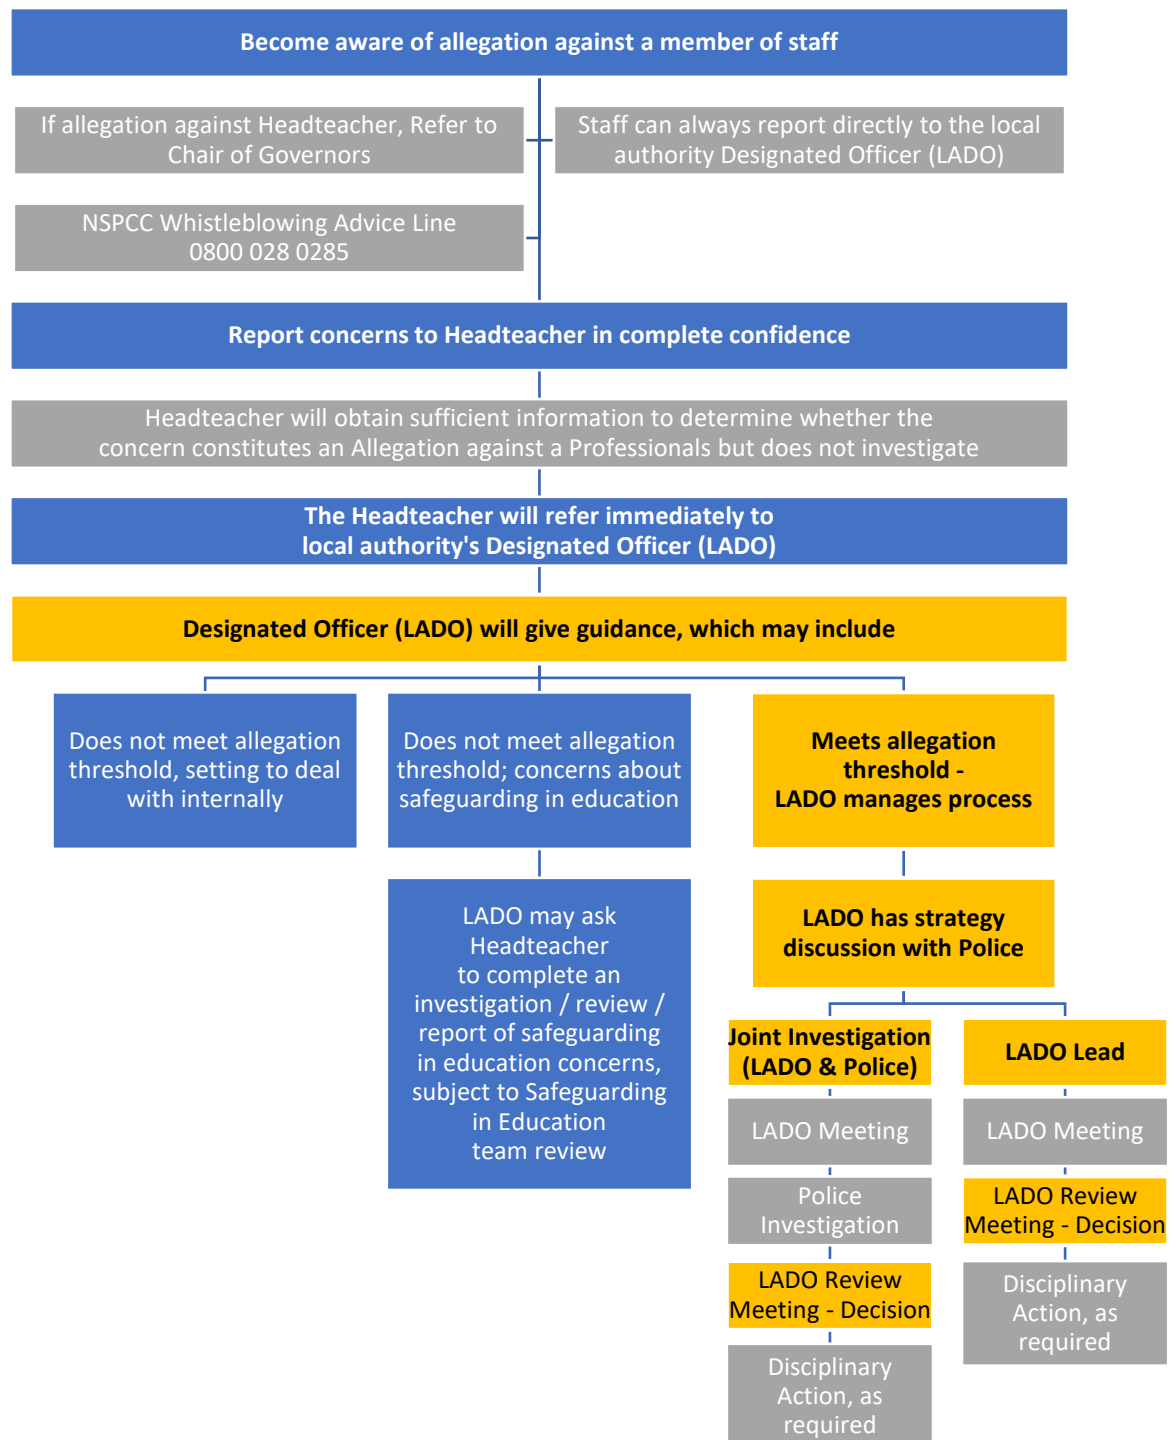 Become aware of allegation against a member of staff
If allegation against Headteacher, Refer to
Chair of Governors
Staff can always report directly to the local
authority Designated Officer (LADO)
NSPCC Whistleblowing Advice Line
0800 028 0285
Report concerns to Headteacher in complete confidence
Headteacher will obtain sufficient information to determine whether the
concern constitutes an Allegation against a Professionals but does not investigate
The Headteacher will refer immediately to
local authority's Designated Officer (LADO)
Designated Officer (LADO) will give guidance, which may include
Does not meet allegation
threshold, setting to deal
with internally
Does not meet allegation
threshold; concerns about
safeguarding in education
LADO may ask
Headteacher
to complete an
investigation / review /
report of safeguarding
in education concerns,
subject to Safeguarding
in Education
team review
Meets allegation
threshold -
LADO manages process
LADO has strategy
discussion with Police
Joint Investigation
(LADO & Police)
LADO Meeting
Police
Investigation
LADO Review
Meeting - Decision
Disciplinary
Action, as
required
LADO Lead
LADO Meeting
LADO Review
Meeting - Decision
Disciplinary
Action, as
required